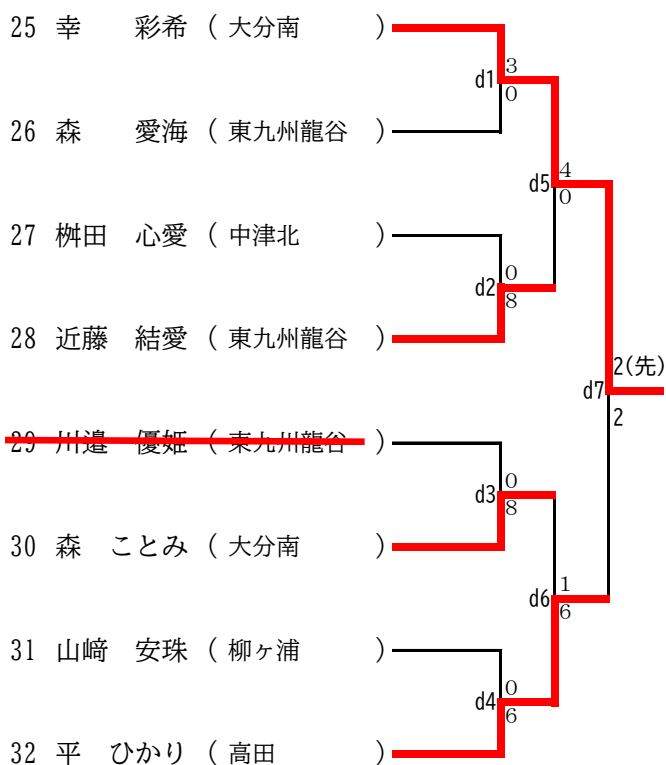 25 幸　　彩希 ( 大分南 )
3
d1
0
26 森　　愛海 ( 東九州龍谷 )
4
d5
0
27 桝田　心愛 ( 中津北 )
0
d2
8
28 近藤　結愛 ( 東九州龍谷 )
2(先)
d7
2
29 川邉　優姫 ( 東九州龍谷 )
0
d3
8
30 森　ことみ ( 大分南 )
1
d6
6
31 山﨑　安珠 ( 柳ヶ浦 )
0
d4
6
32 平　ひかり ( 高田 )